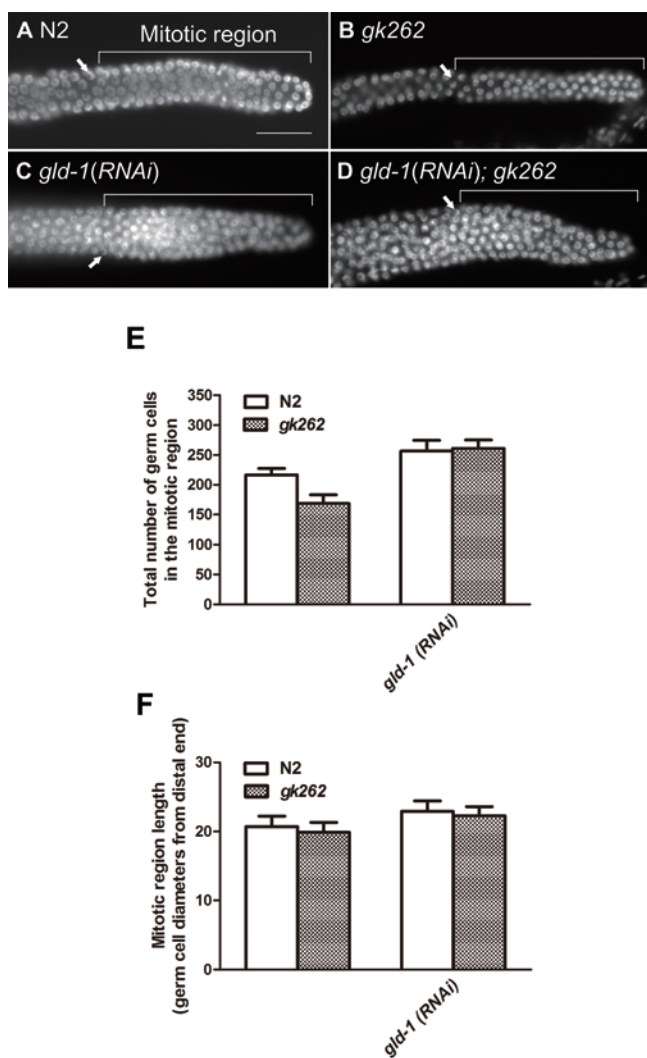 A N2
Mitotic region
B gk262
C gld-1(RNAi)
D gld-1(RNAi); gk262
E
Total number of germ cells
in the mitotic region
350
300
250
200
150
100
50
0
N2
gk262
gld-1 (RNAi)
F
Mitotic region length
(germ cell diameters from distal end)
30
20
10
0
N2
gk262
gld-1 (RNAi)